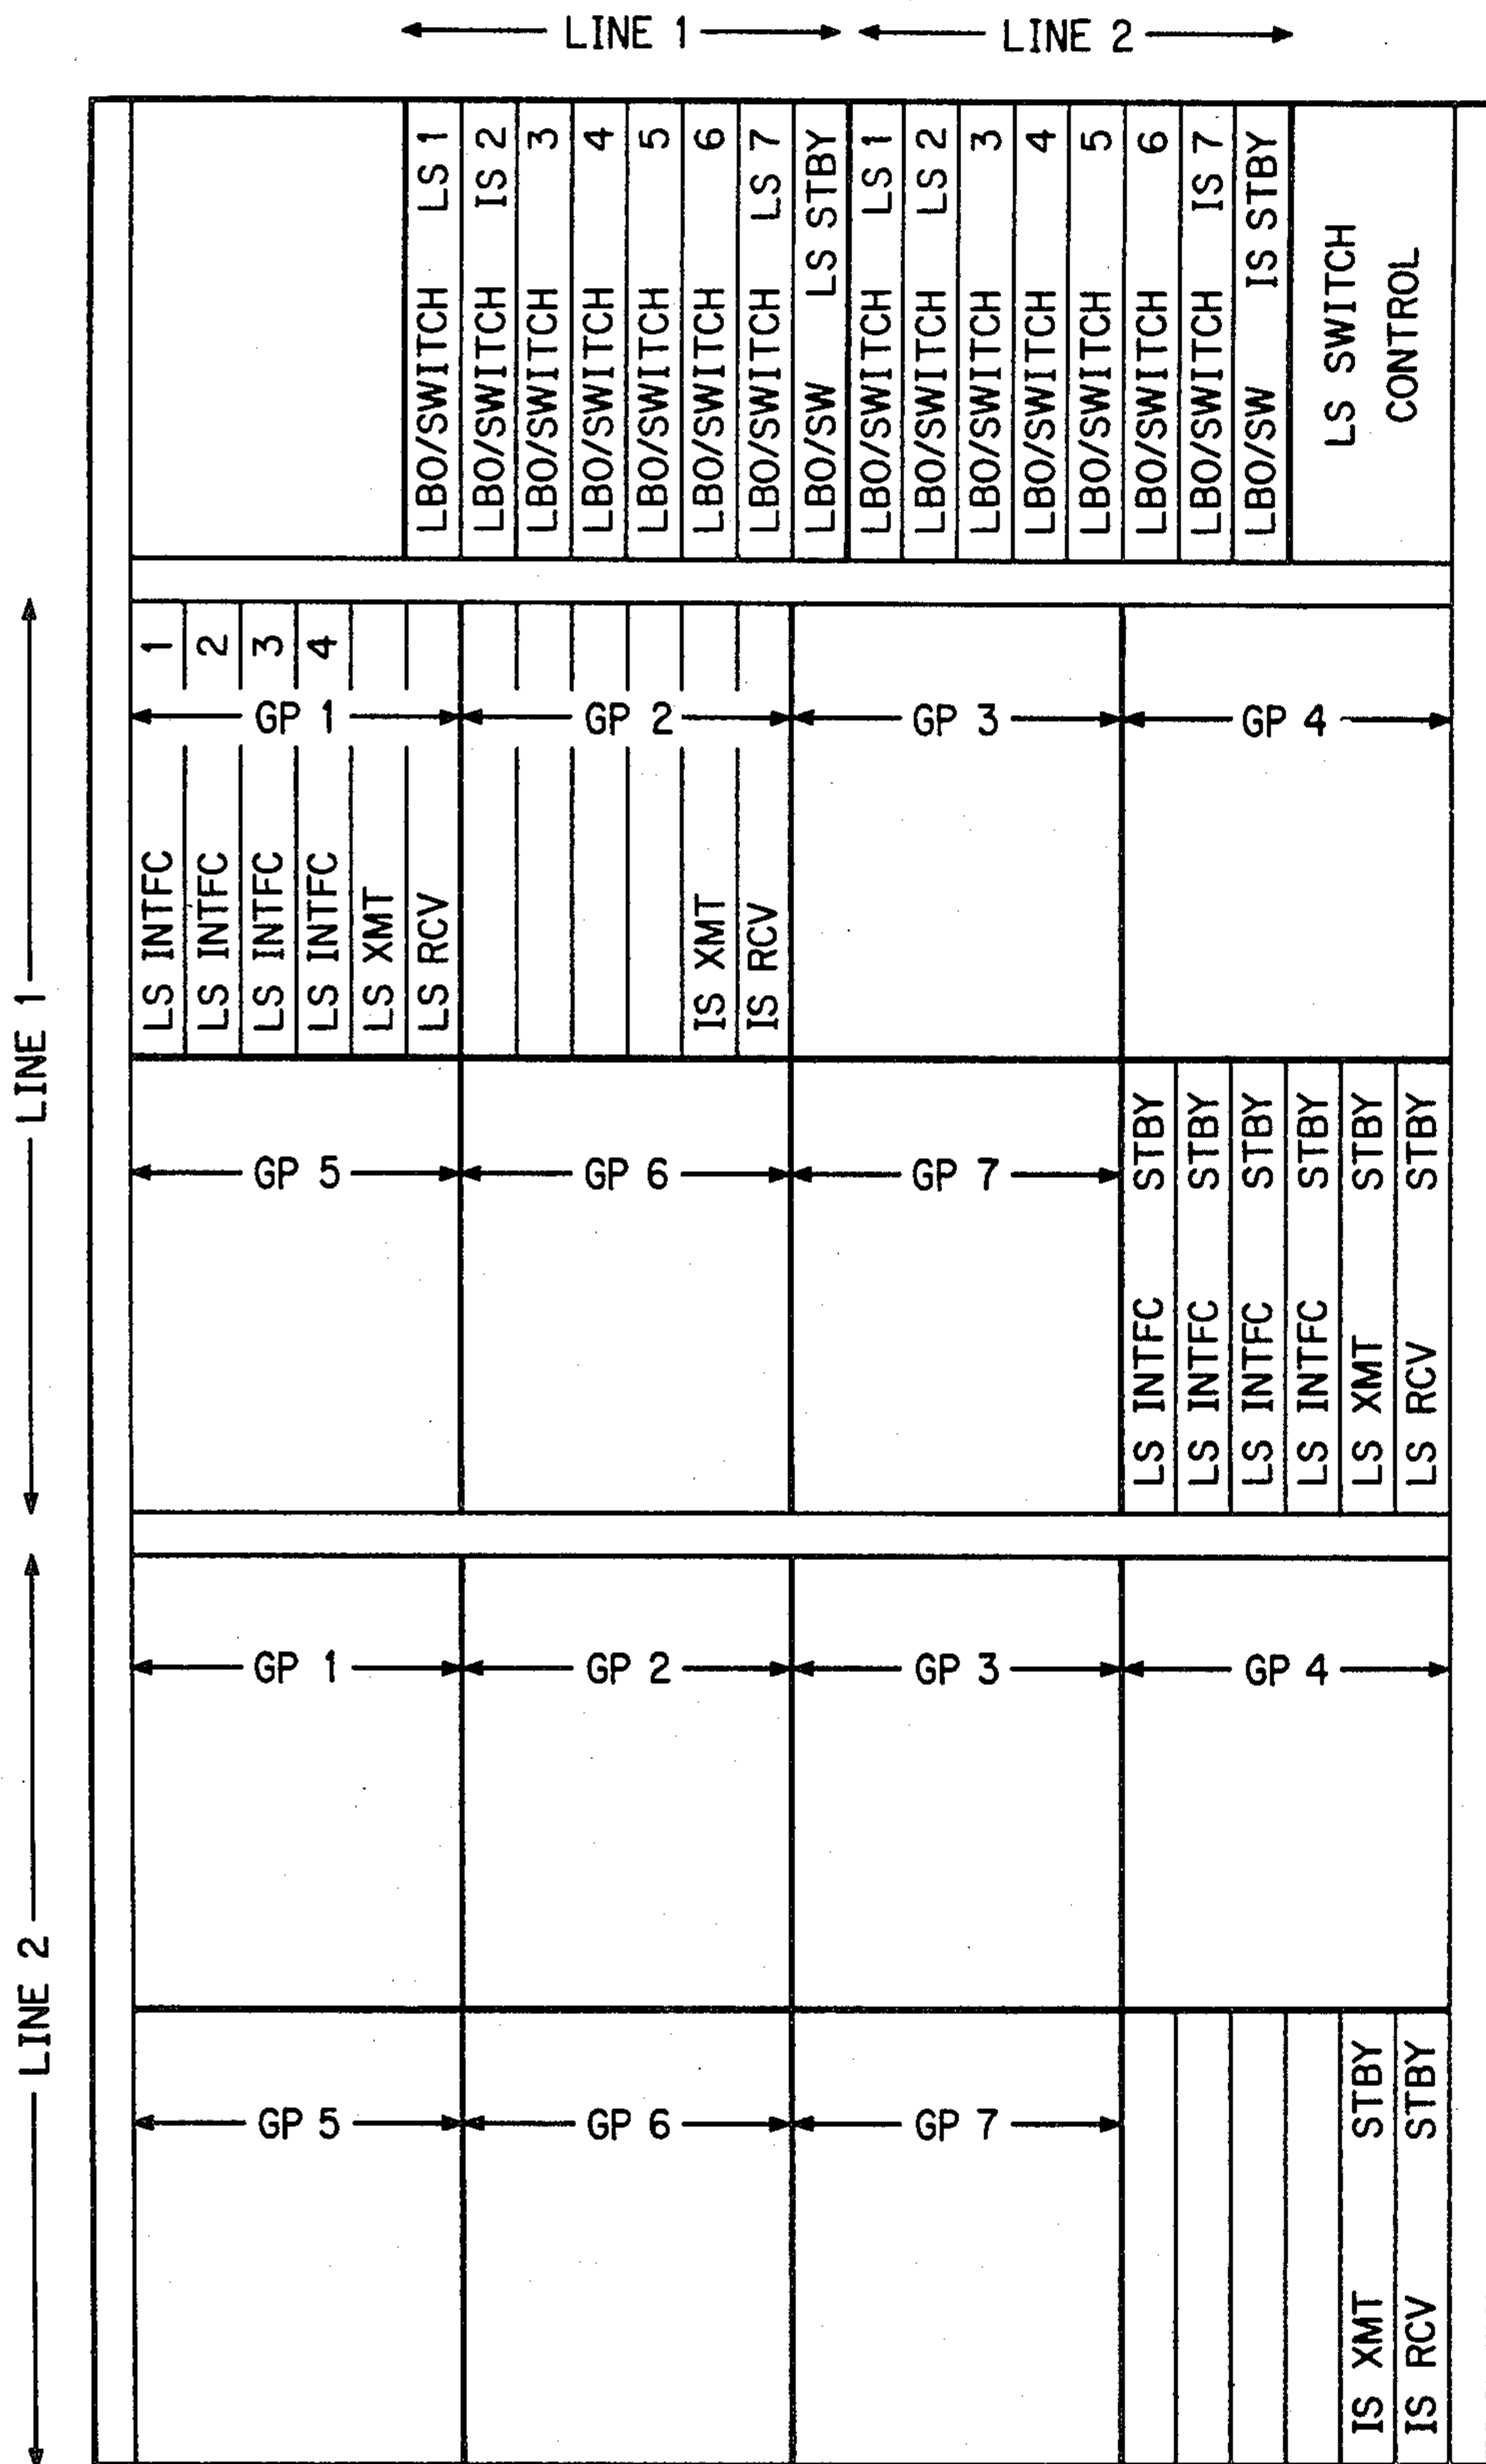 LINE 1
LINE 2
LBO/SWITCH LS 1
LBO/SWITCH IS 2
LBO/SWITCH 3
LBO/SWITCH 4
LBO/SWITCH 5
LBO/SWITCH 6
LBO/SWITCH LS 7
LBO/SW LS STBY
LBO/SWITCH LS 1
LBO/SWITCH LS 2
LBO/SWITCH 3
LBO/SWITCH 4
LBO/SWITCH 5
LBO/SWITCH 6
LBO/SWITCH IS 7
LBO/SW IS STBY
LS SWITCH
CONTROL
LINE 1
GP 1
LS INTFC 1
LS INTFC 2
LS INTFC 3
LS INTFC 4
LS XMT
LS RCV
GP 2
IS XMT
IS RCV
GP 3
GP 4
GP 5
GP 6
GP 7
LS INTFC STBY
LS INTFC STBY
LS INTFC STBY
LS INTFC STBY
LS XMT STBY
LS RCV STBY
LINE 2
GP 1
GP 2
GP 3
GP 4
GP 5
GP 6
GP 7
IS XMT STBY
IS RCV STBY